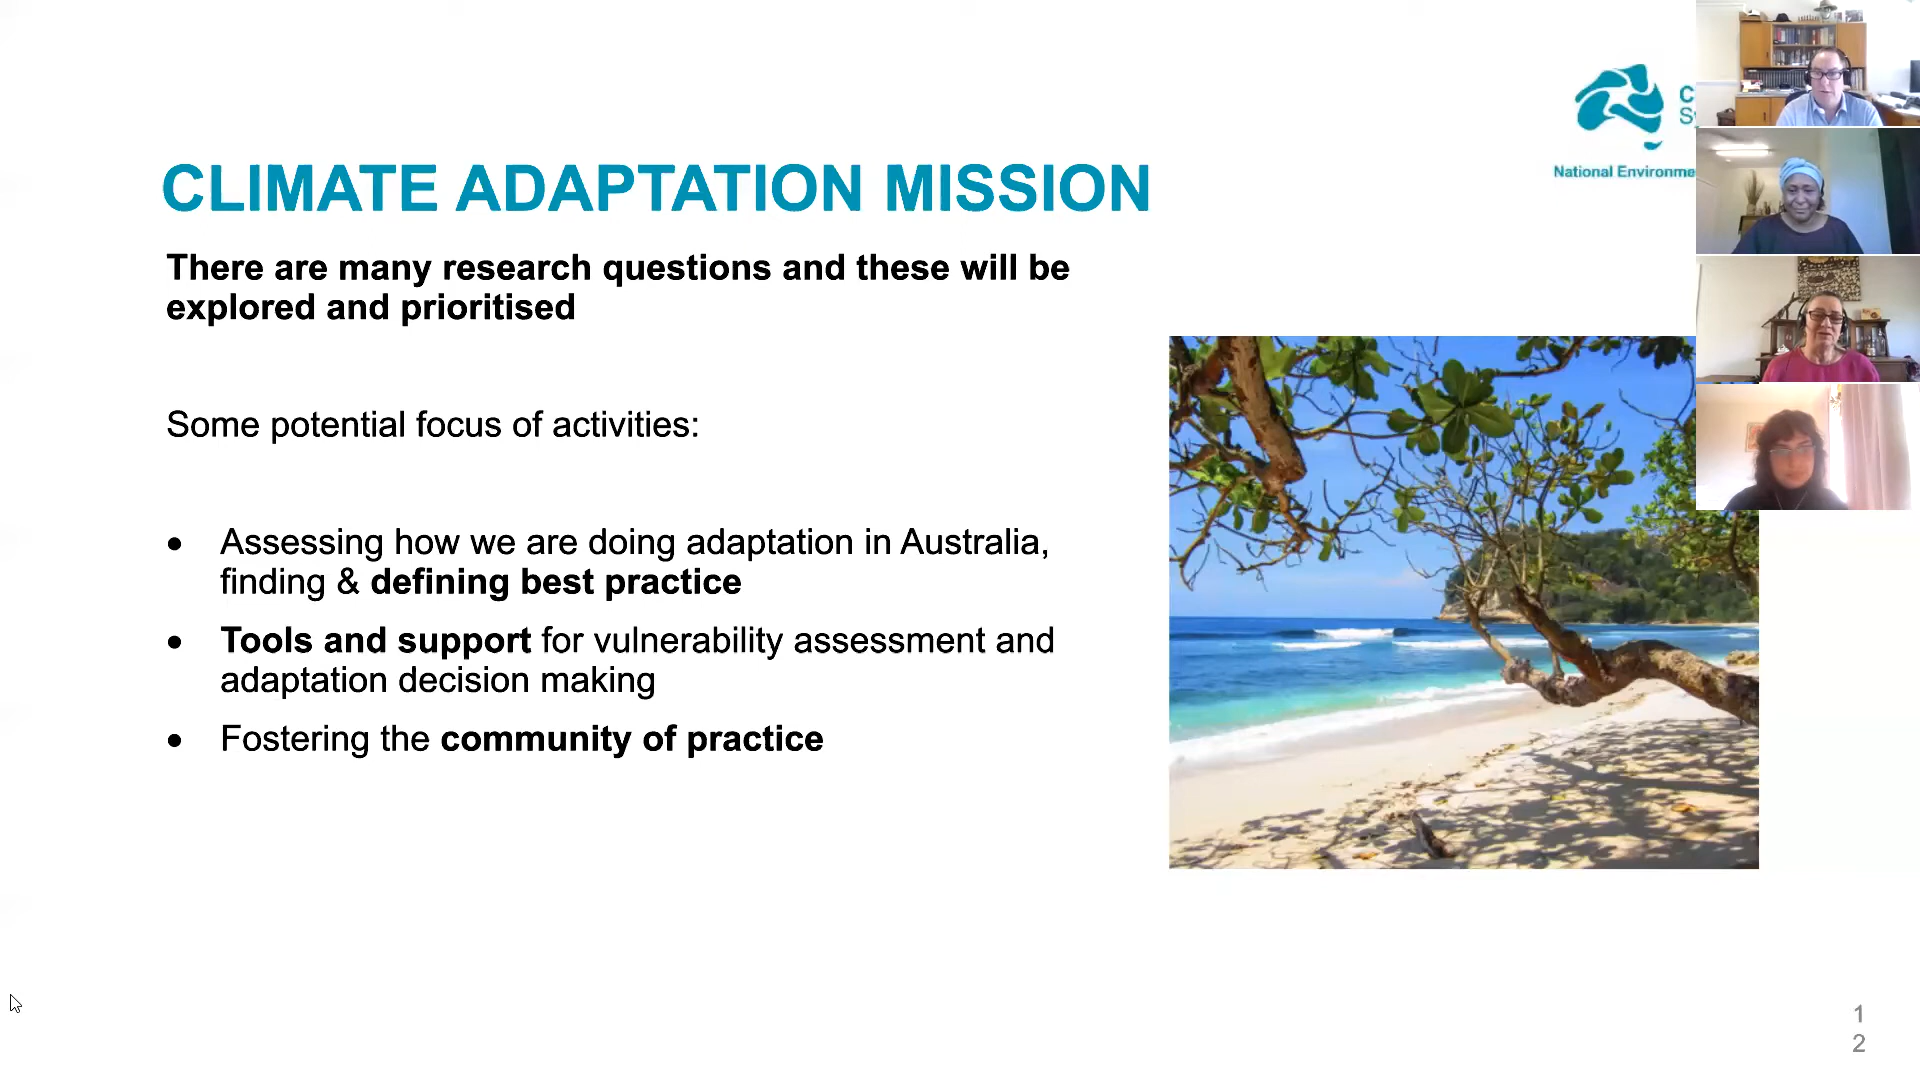 CLIMATE ADAPTATION MISSION
There are many research questions and these will be
explored and prioritised
Some potential focus of activities:
• Assessing how we are doing adaptation in Australia,
finding & defining best practice
• Tools and support for vulnerability assessment and
adaptation decision making
• Fostering the community of practice
National
1
2